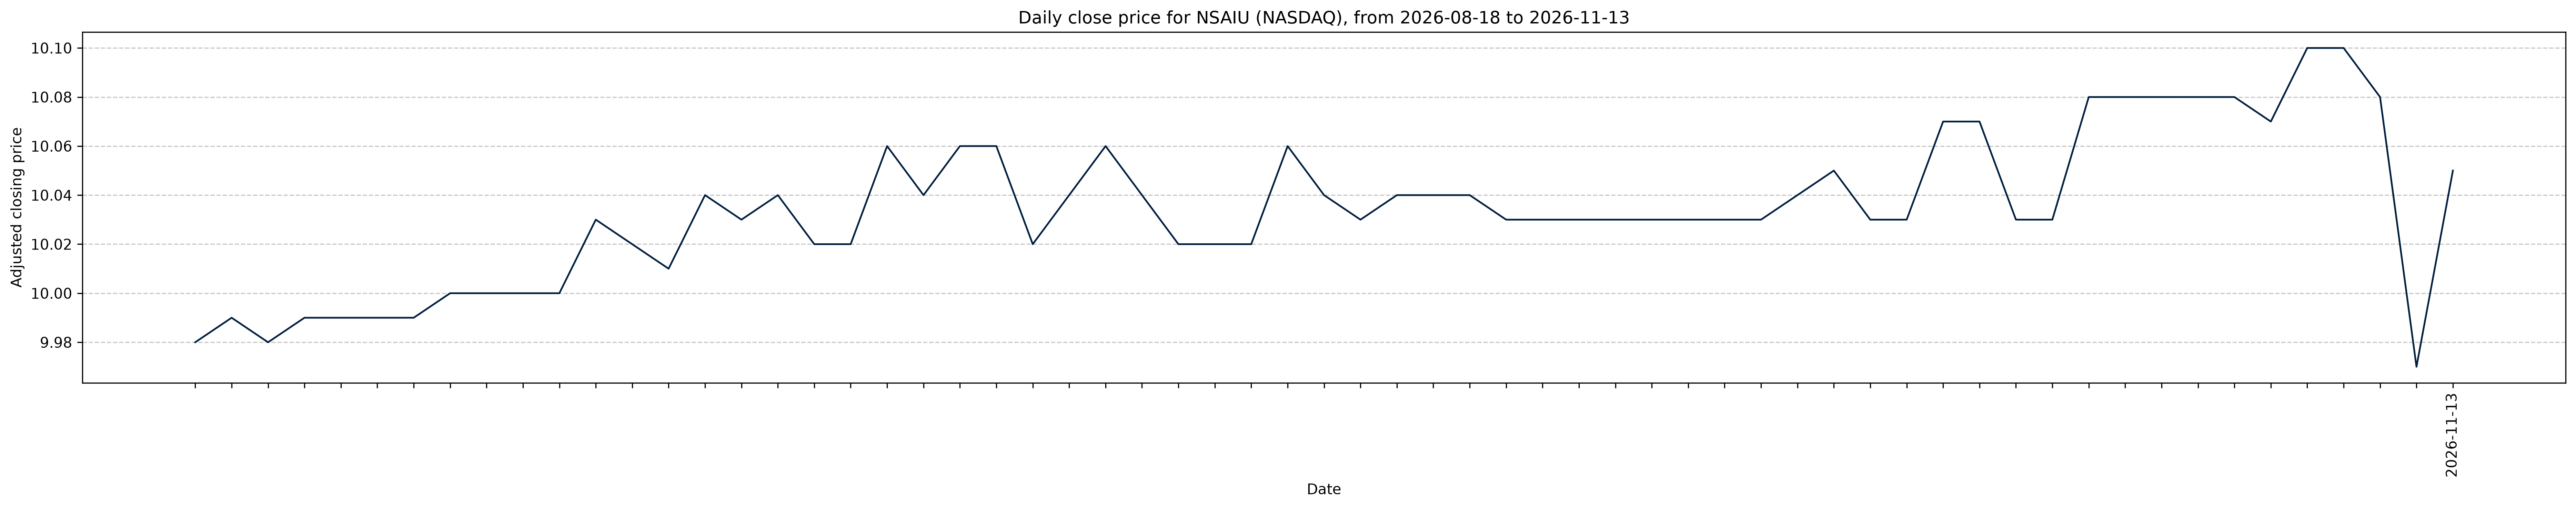 Daily close price for NSAIU (NASDAQ), from 2026-08-18 to 2026-11-13
Adjusted closing price
10.10
10.08
10.06
10.04
10.02
10.00
9.98
2026-11-13
Date